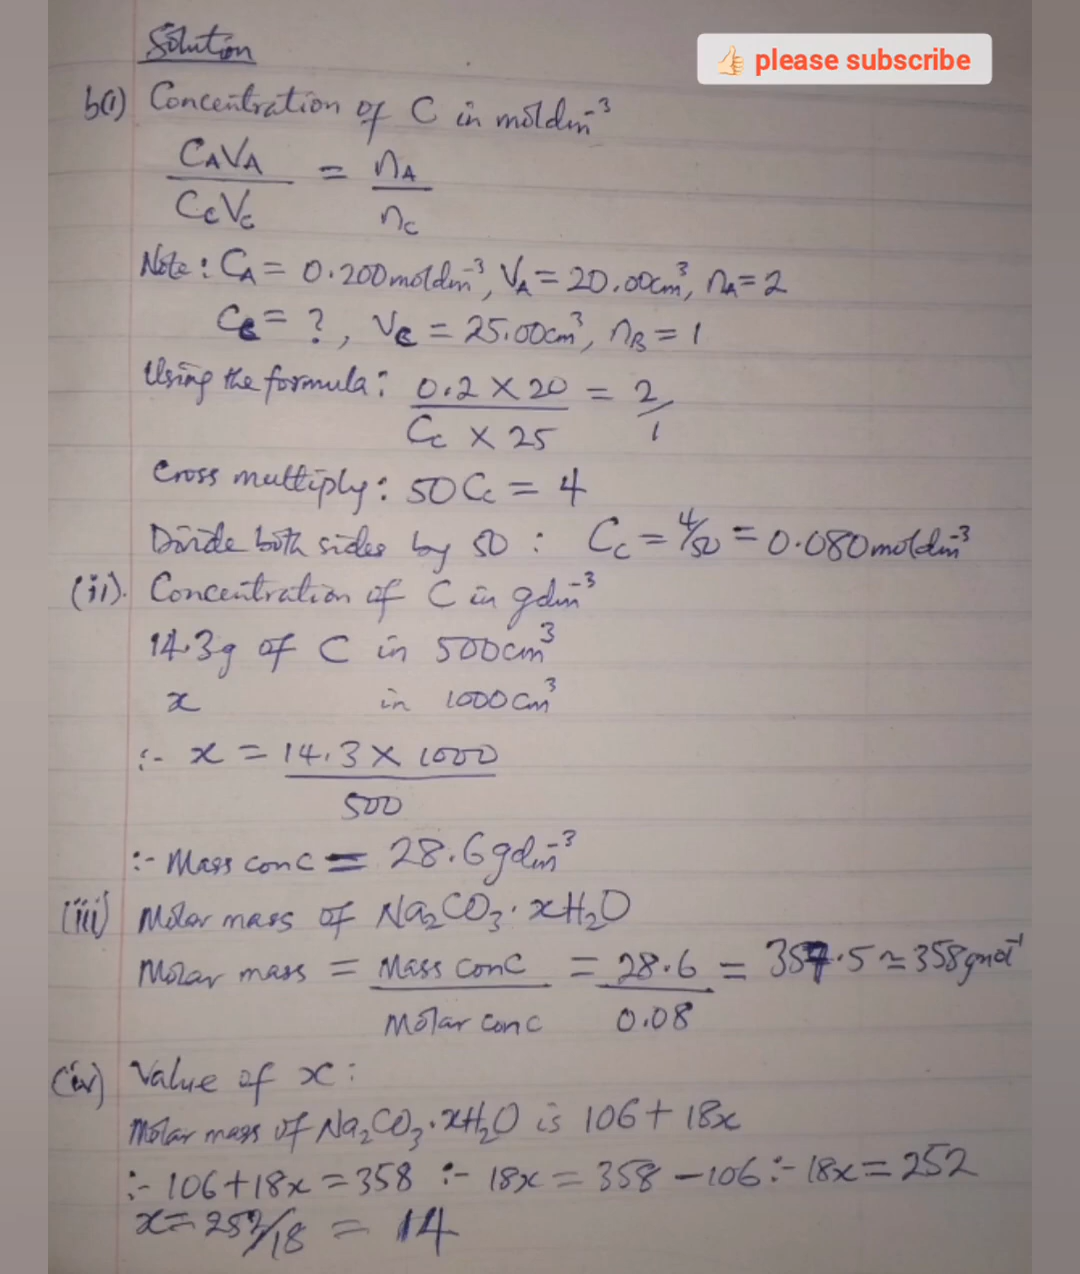 Solution
👍🏻 please subscribe
b(i) Concentration of C in moldm⁻³
CAVA / CcVc = nA / nc
Note: CA = 0.200moldm⁻³, VA = 20.00cm³, nA = 2
Cc = ?, Vc = 25.00cm³, nB = 1
Using the formula: 0.2 X 20 / Cc X 25 = 2/1
Cross multiply: 50Cc = 4
Divide both sides by 50 : Cc = 4/50 = 0.080moldm⁻³
(ii). Concentration of C in gdm⁻³
14.3g of C in 500cm³
x in 1000cm³
:- x = 14.3 X 1000 / 500
:- Mass conc = 28.6gdm⁻³
(iii) Molar mass of Na₂CO₃.xH₂O
Molar mass = Mass conc / Molar conc = 28.6 / 0.08 = 357.5 ≈ 358gmol⁻¹
(iv) Value of x:
Molar mass of Na₂CO₃.xH₂O is 106 + 18x
:- 106 + 18x = 358 :- 18x = 358 - 106 :- 18x = 252
x = 252/18 = 14